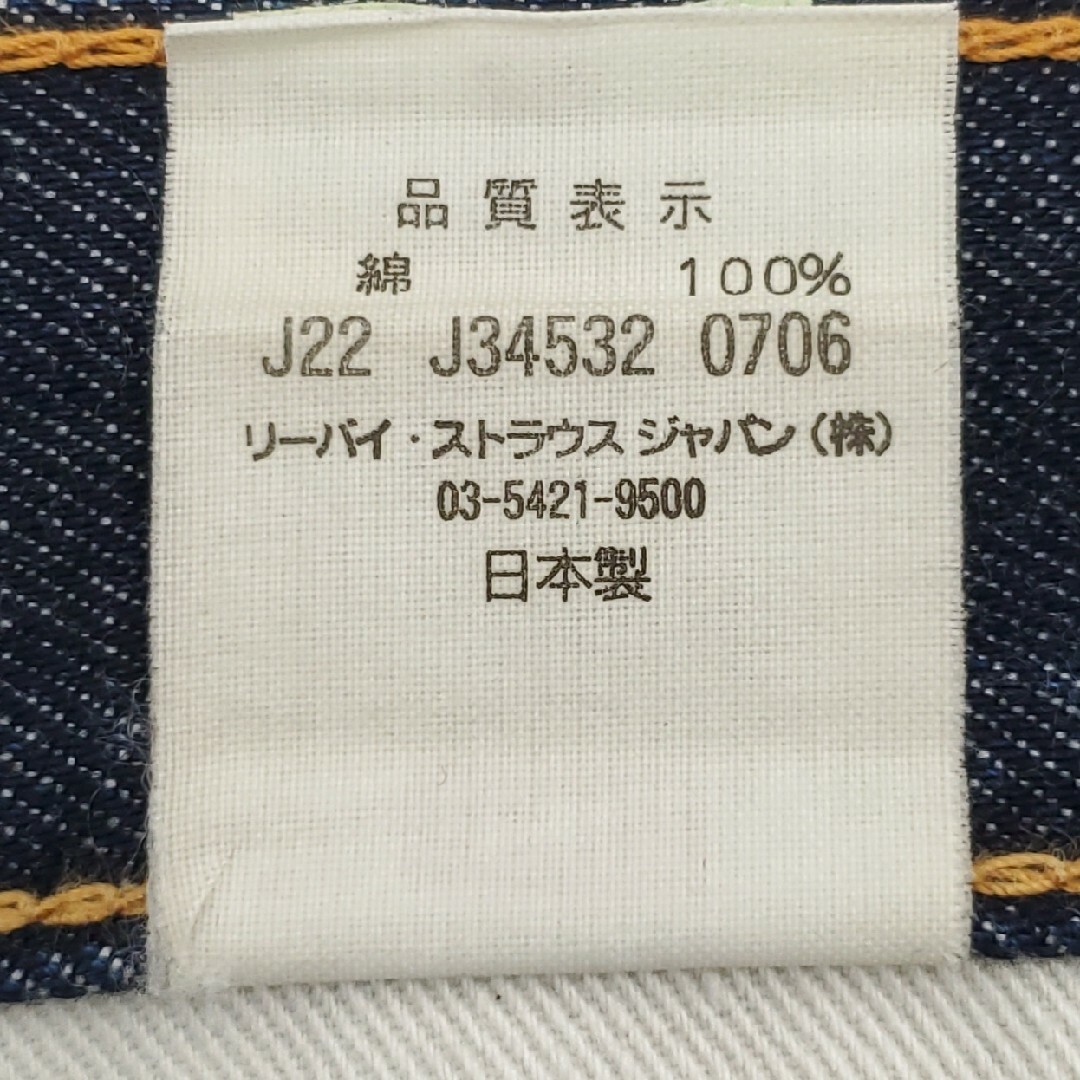 品質表示
綿 100%
J22 J34532 0706
リーバイ・ストラウス ジャパン(株)
03-5421-9500
日本製